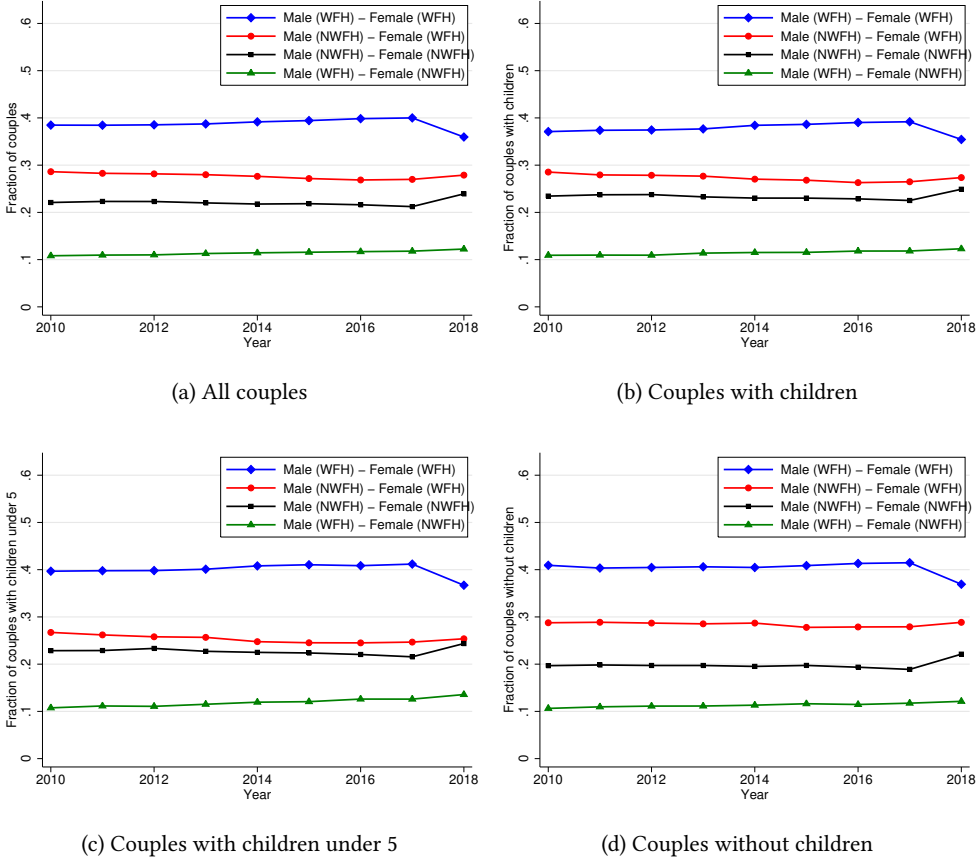 Male (WFH) – Female (WFH)
Male (NWFH) – Female (WFH)
Male (NWFH) – Female (NWFH)
Male (WFH) – Female (NWFH)
Fraction of couples
0 .1 .2 .3 .4 .5 .6
2010 2012 2014 2016 2018
Year
(a) All couples
Male (WFH) – Female (WFH)
Male (NWFH) – Female (WFH)
Male (NWFH) – Female (NWFH)
Male (WFH) – Female (NWFH)
Fraction of couples with children
0 .1 .2 .3 .4 .5 .6
2010 2012 2014 2016 2018
Year
(b) Couples with children
Male (WFH) – Female (WFH)
Male (NWFH) – Female (WFH)
Male (NWFH) – Female (NWFH)
Male (WFH) – Female (NWFH)
Fraction of couples with children under 5
0 .1 .2 .3 .4 .5 .6
2010 2012 2014 2016 2018
Year
(c) Couples with children under 5
Male (WFH) – Female (WFH)
Male (NWFH) – Female (WFH)
Male (NWFH) – Female (NWFH)
Male (WFH) – Female (NWFH)
Fraction of couples without children
0 .1 .2 .3 .4 .5 .6
2010 2012 2014 2016 2018
Year
(d) Couples without children